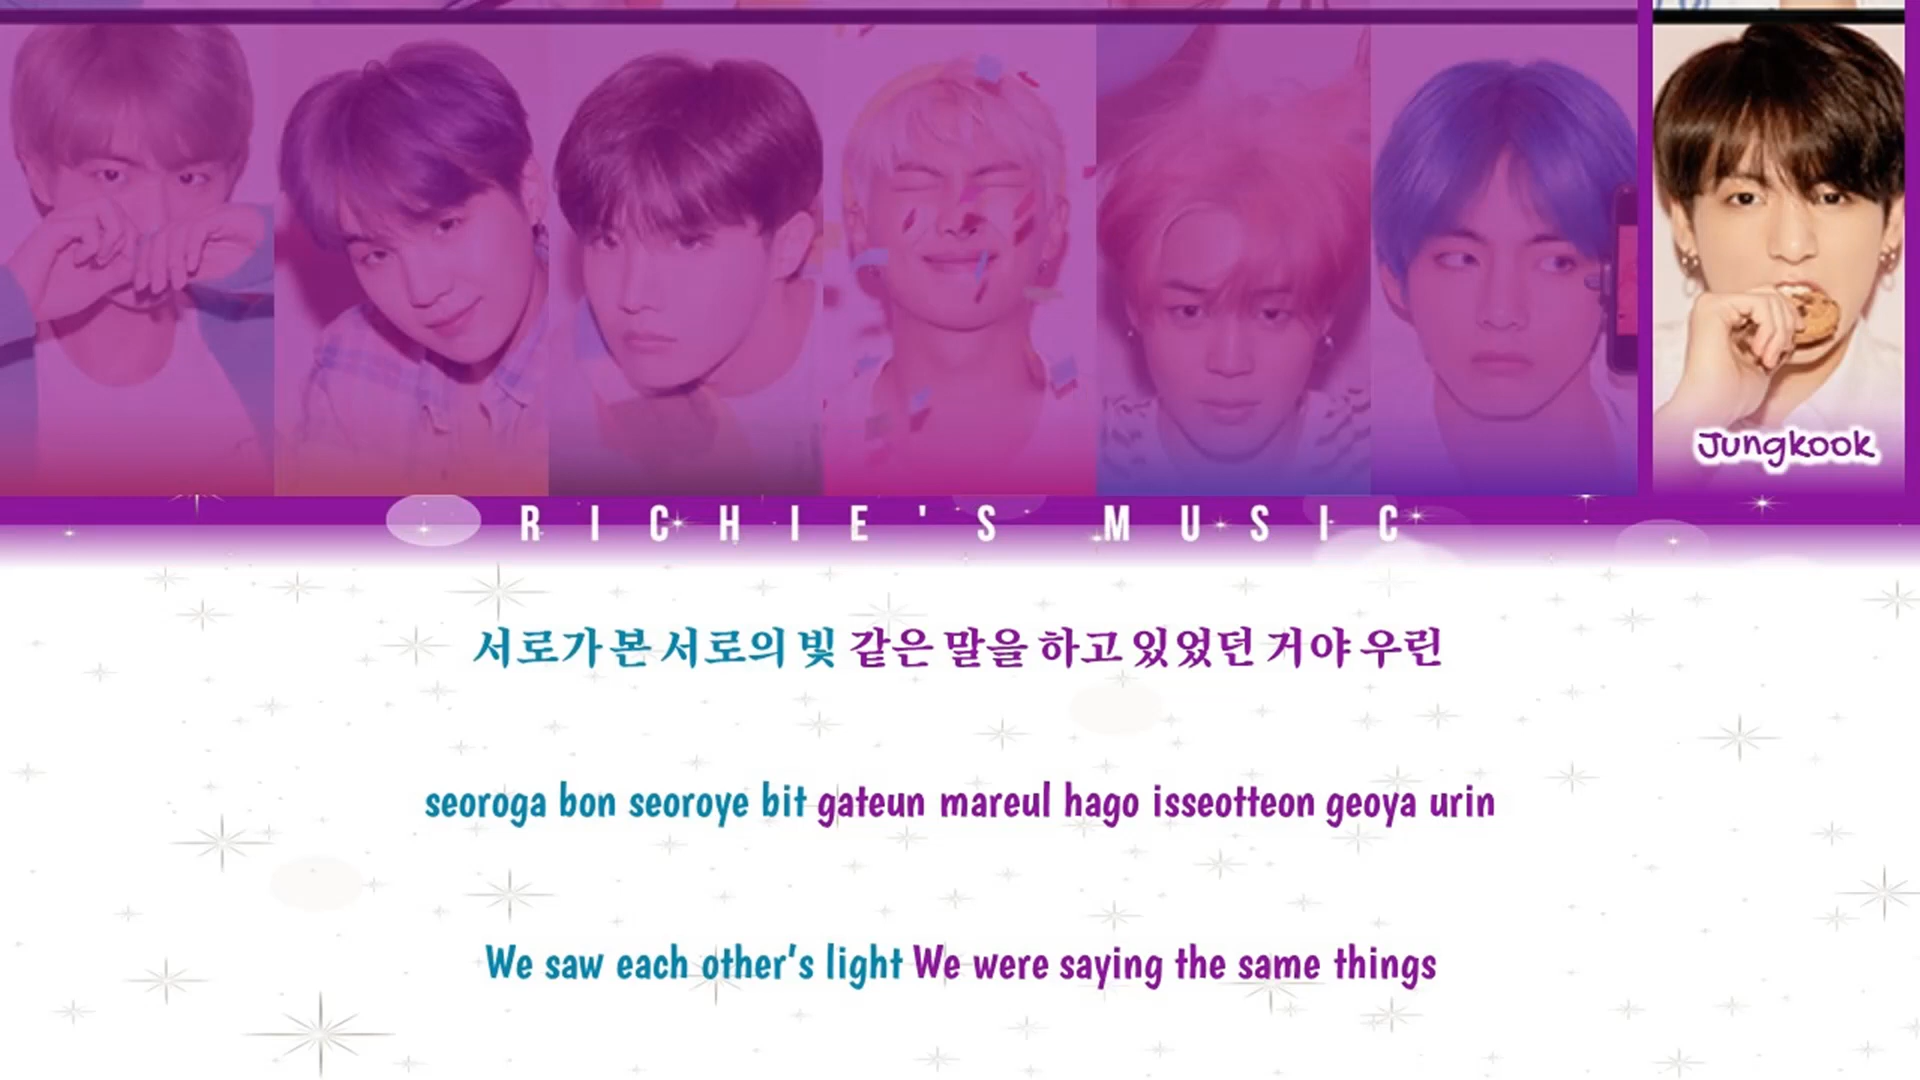 Jungkook
RICHIE'S MUSIC
서로가 본 서로의 빛 같은 말을 하고 있었던 거야 우린
seoroga bon seoroye bit gateun mareul hago isseotteon geoya urin
We saw each other's light We were saying the same things